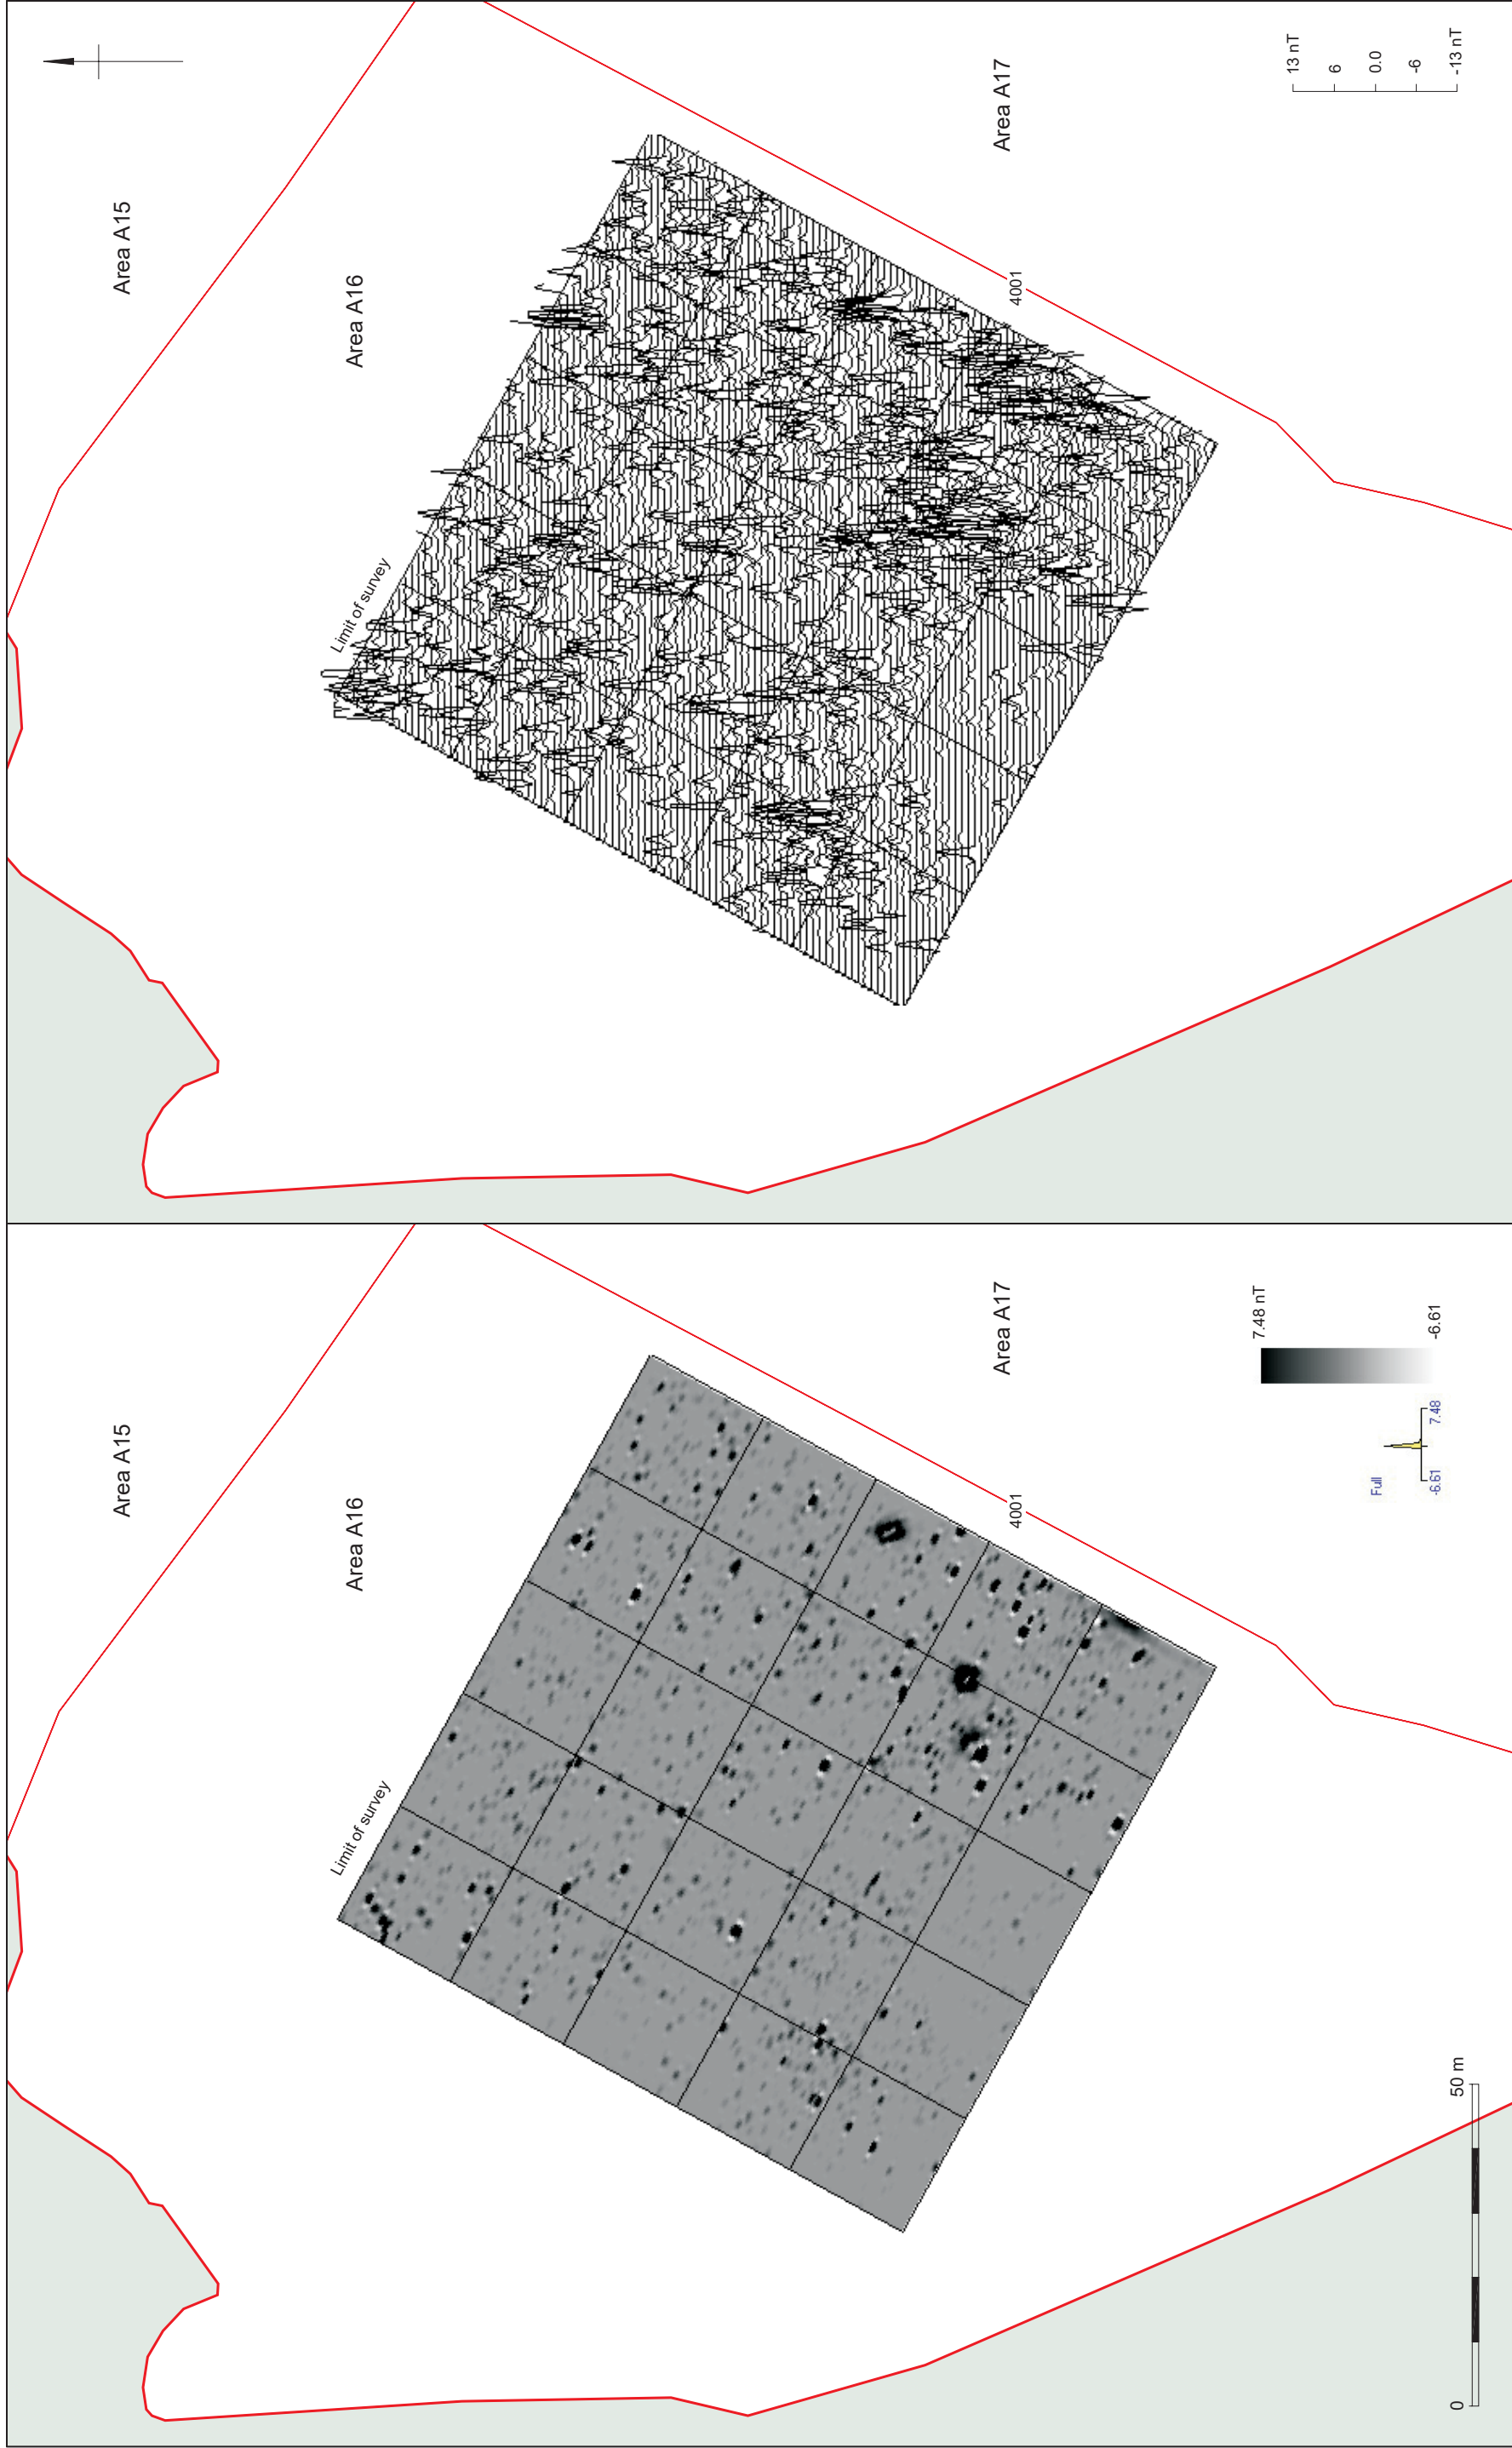 Area A15
Area A16
Limit of survey
Area A17
4001
13 nT
6
0.0
-6
-13 nT
Area A15
Area A16
Limit of survey
Area A17
4001
7.48 nT
-6.61
Full
-6.61
7.48
0
50 m